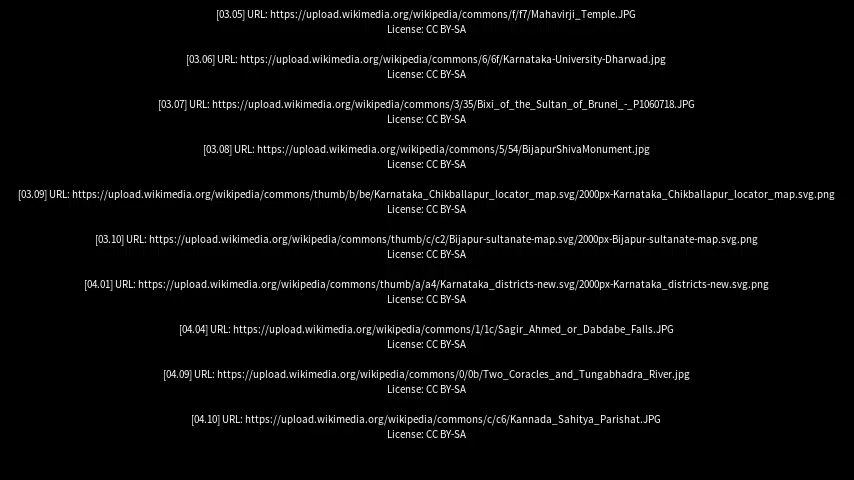 [03.05] URL: https://upload.wikimedia.org/wikipedia/commons/f/f7/Mahavirji_Temple.JPG
License: CC BY-SA
[03.06] URL: https://upload.wikimedia.org/wikipedia/commons/6/6f/Karnataka-University-Dharwad.jpg
License: CC BY-SA
[03.07] URL: https://upload.wikimedia.org/wikipedia/commons/3/35/Bixi_of_the_Sultan_of_Brunei_-_P1060718.JPG
License: CC BY-SA
[03.08] URL: https://upload.wikimedia.org/wikipedia/commons/5/54/BijapurShivaMonument.jpg
License: CC BY-SA
[03.09] URL: https://upload.wikimedia.org/wikipedia/commons/thumb/b/be/Karnataka_Chikballapur_locator_map.svg/2000px-Karnataka_Chikballapur_locator_map.svg.png
License: CC BY-SA
[03.10] URL: https://upload.wikimedia.org/wikipedia/commons/thumb/c/c2/Bijapur-sultanate-map.svg/2000px-Bijapur-sultanate-map.svg.png
License: CC BY-SA
[04.01] URL: https://upload.wikimedia.org/wikipedia/commons/thumb/a/a4/Karnataka_districts-new.svg/2000px-Karnataka_districts-new.svg.png
License: CC BY-SA
[04.04] URL: https://upload.wikimedia.org/wikipedia/commons/1/1c/Sagir_Ahmed_or_Dabdabe_Falls.JPG
License: CC BY-SA
[04.09] URL: https://upload.wikimedia.org/wikipedia/commons/0/0b/Two_Coracles_and_Tungabhadra_River.jpg
License: CC BY-SA
[04.10] URL: https://upload.wikimedia.org/wikipedia/commons/c/c6/Kannada_Sahitya_Parishat.JPG
License: CC BY-SA